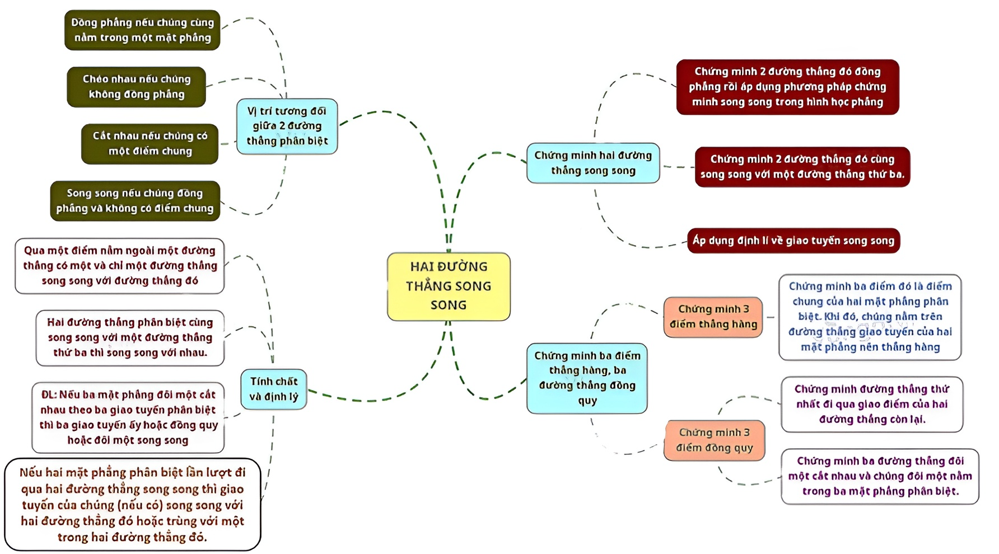 Đồng phẳng nếu chúng cùng
nằm trong một mặt phẳng
Chéo nhau nếu chúng
không đồng phẳng
Cắt nhau nếu chúng có
một điểm chung
Song song nếu chúng đồng
phẳng và không có điểm chung
Vị trí tương đối
giữa 2 đường
thẳng phân biệt
Qua một điểm nằm ngoài một đường
thẳng có một và chỉ một đường thẳng
song song với đường thẳng đó
Hai đường thẳng phân biệt cùng
song song với một đường thẳng
thứ ba thì song song với nhau.
ĐL: Nếu ba mặt phẳng đôi một cắt
nhau theo ba giao tuyến phân biệt
thì ba giao tuyến ấy hoặc đồng quy
hoặc đôi một song song
Nếu hai mặt phẳng phân biệt lần lượt đi
qua hai đường thẳng song song thì giao
tuyến của chúng (nếu có) song song với
hai đường thẳng đó hoặc trùng với một
trong hai đường thẳng đó.
Tính chất
và định lý
HAI ĐƯỜNG
THẲNG SONG
SONG
Chứng minh hai đường
thẳng song song
Chứng minh 2 đường thẳng đó đồng
phẳng rồi áp dụng phương pháp chứng
minh song song trong hình học phẳng
Chứng minh 2 đường thẳng đó cùng
song song với một đường thẳng thứ ba.
Áp dụng định lí về giao tuyến song song
Chứng minh ba điểm
thẳng hàng, ba
đường thẳng đồng
quy
Chứng minh 3
điểm thẳng hàng
Chứng minh ba điểm đó là điểm
chung của hai mặt phẳng phân
biệt. Khi đó, chúng nằm trên
đường thẳng giao tuyến của hai
mặt phẳng nên thẳng hàng
Chứng minh 3
điểm đồng quy
Chứng minh đường thẳng thứ
nhất đi qua giao điểm của hai
đường thẳng còn lại.
Chứng minh ba đường thẳng đôi
một cắt nhau và chúng đôi một nằm
trong ba mặt phẳng phân biệt.